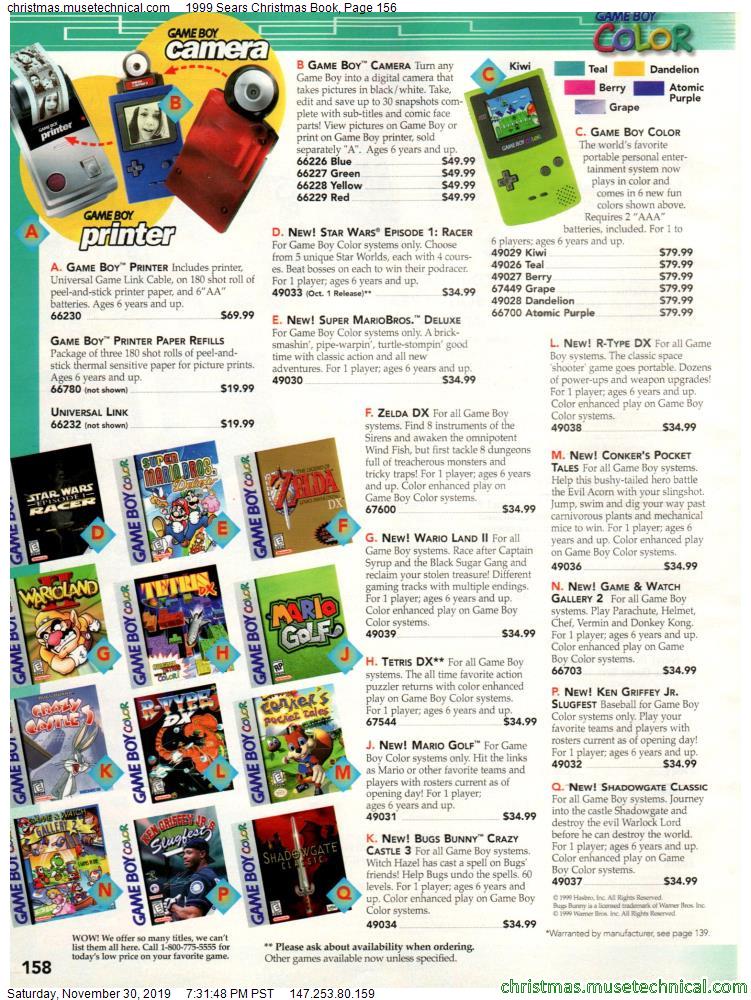 christmas.musetechnical.com 1999 Sears Christmas Book, Page 156
GAME BOY
camera
GAME BOY
COLOR
GAME BOY
printer
A
B
C
Kiwi
Teal
Dandelion
Berry
Atomic
Purple
Grape
B GAME BOY™ CAMERA Turn any
Game Boy into a digital camera that
takes pictures in black/white. Take,
edit and save up to 30 snapshots com-
plete with sub-titles and comic face
parts! View pictures on Game Boy or
print on Game Boy printer, sold
separately "A". Ages 6 years and up.
66226 Blue $49.99
66227 Green $49.99
66228 Yellow $49.99
66229 Red $49.99
C. GAME BOY COLOR
The world's favorite
portable personal enter-
tainment system now
plays in color and
comes in 6 new fun
colors shown above.
Requires 2 "AAA"
batteries, included. For 1 to
6 players; ages 6 years and up.
49029 Kiwi $79.99
49026 Teal $79.99
49027 Berry $79.99
67449 Grape $79.99
49028 Dandelion $79.99
66700 Atomic Purple $79.99
A. GAME BOY™ PRINTER Includes printer,
Universal Game Link Cable, on 180 shot roll of
peel-and-stick printer paper, and 6"AA"
batteries. Ages 6 years and up.
66230 $69.99
GAME BOY™ PRINTER PAPER REFILLS
Package of three 180 shot rolls of peel-and-
stick thermal sensitive paper for picture prints.
Ages 6 years and up.
66780 (not shown) $19.99
UNIVERSAL LINK
66232 (not shown) $19.99
D. NEW! STAR WARS® EPISODE 1: RACER
For Game Boy Color systems only. Choose
from 5 unique Star Worlds, each with 4 cours-
es. Beat bosses on each to win their podracer.
For 1 player; ages 6 years and up.
49033 (Oct. 1 Release)** $34.99
E. NEW! SUPER MARIOBROS.™ DELUXE
For Game Boy Color systems only. A brick-
smashin', pipe-warpin', turtle-stompin' good
time with classic action and all new
adventures. For 1 player; ages 6 years and up.
49030 $34.99
F. ZELDA DX For all Game Boy
systems. Find 8 instruments of the
Sirens and awaken the omnipotent
Wind Fish, but first tackle 8 dungeons
full of treacherous monsters and
tricky traps! For 1 player; ages 6 years
and up. Color enhanced play on
Game Boy Color systems.
67600 $34.99
G. NEW! WARIO LAND II For all
Game Boy systems. Race after Captain
Syrup and the Black Sugar Gang and
reclaim your stolen treasure! Different
gaming tracks with multiple endings.
For 1 player; ages 6 years and up.
Color enhanced play on Game Boy
Color systems.
49039 $34.99
H. TETRIS DX** For all Game Boy
systems. The all time favorite action
puzzler returns with color enhanced
play on Game Boy Color systems.
For 1 player; ages 6 years and up.
67544 $34.99
J. NEW! MARIO GOLF™ For Game
Boy Color systems only. Hit the links
as Mario or other favorite teams and
players with rosters current as of
opening day! For 1 player;
ages 6 years and up.
49031 $34.99
K. NEW! BUGS BUNNY™ CRAZY
CASTLE 3 For all Game Boy systems.
Witch Hazel has cast a spell on Bugs'
friends! Help Bugs undo the spells. 60
levels. For 1 player; ages 6 years and
up. Color enhanced play on Game Boy
Color systems.
49034 $34.99
L. NEW! R-TYPE DX For all Game
Boy systems. The classic space
'shooter' game goes portable. Dozens
of power-ups and weapon upgrades!
For 1 player; ages 6 years and up.
Color enhanced play on Game Boy
Color systems.
49038 $34.99
M. NEW! CONKER'S POCKET
TALES For all Game Boy systems.
Help this bushy-tailed hero battle
the Evil Acorn with your slingshot.
Jump, swim and dig your way past
carnivorous plants and mechanical
mice to win. For 1 player; ages 6
years and up. Color enhanced play
on Game Boy Color systems.
49036 $34.99
N. NEW! GAME & WATCH
GALLERY 2 For all Game Boy
systems. Play Parachute, Helmet,
Chef, Vermin and Donkey Kong.
For 1 player; ages 6 years and up.
Color enhanced play on Game
Boy Color systems.
66703 $34.99
P. NEW! KEN GRIFFEY JR.
SLUGFEST Baseball for Game Boy
Color systems only. Play your
favorite teams and players with
rosters current as of opening day!
For 1 player; ages 6 years and up.
49032 $34.99
Q. NEW! SHADOWGATE CLASSIC
For all Game Boy systems. Journey
into the castle Shadowgate and
destroy the evil Warlock Lord
before he can destroy the world.
For 1 player; ages 6 years and up.
Color enhanced play on Game
Boy Color systems.
49037 $34.99
© 1999 Hasbro, Inc. All Rights Reserved.
Bugs Bunny is a licensed trademark of Warner Bros. Inc.
© 1999 Warner Bros. Inc. All Rights Reserved.
*Warranted by manufacturer, see page 139.
STAR WARS
EPISODE I
RACER
D
SUPER
MARIO BROS.
Deluxe
E
THE LEGEND OF
ZELDA
DX
F
WARIO LAND
II
G
TETRIS
DX
H
MARIO
GOLF
J
BUGS BUNNY
CRAZY
CASTLE 3
K
R-TYPE
DX
L
Conker's
Pocket Tales
M
GAME & WATCH
GALLERY 2
N
KEN GRIFFEY JR.'S
Slugfest
P
SHADOWGATE
CLASSIC
Q
GAME BOY COLOR
WOW! We offer so many titles, we can't
list them all here. Call 1-800-775-5555 for
today's low price on your favorite game.
** Please ask about availability when ordering.
Other games available now unless specified.
158
christmas.musetechnical.com
Saturday, November 30, 2019 7:31:48 PM PST 147.253.80.159